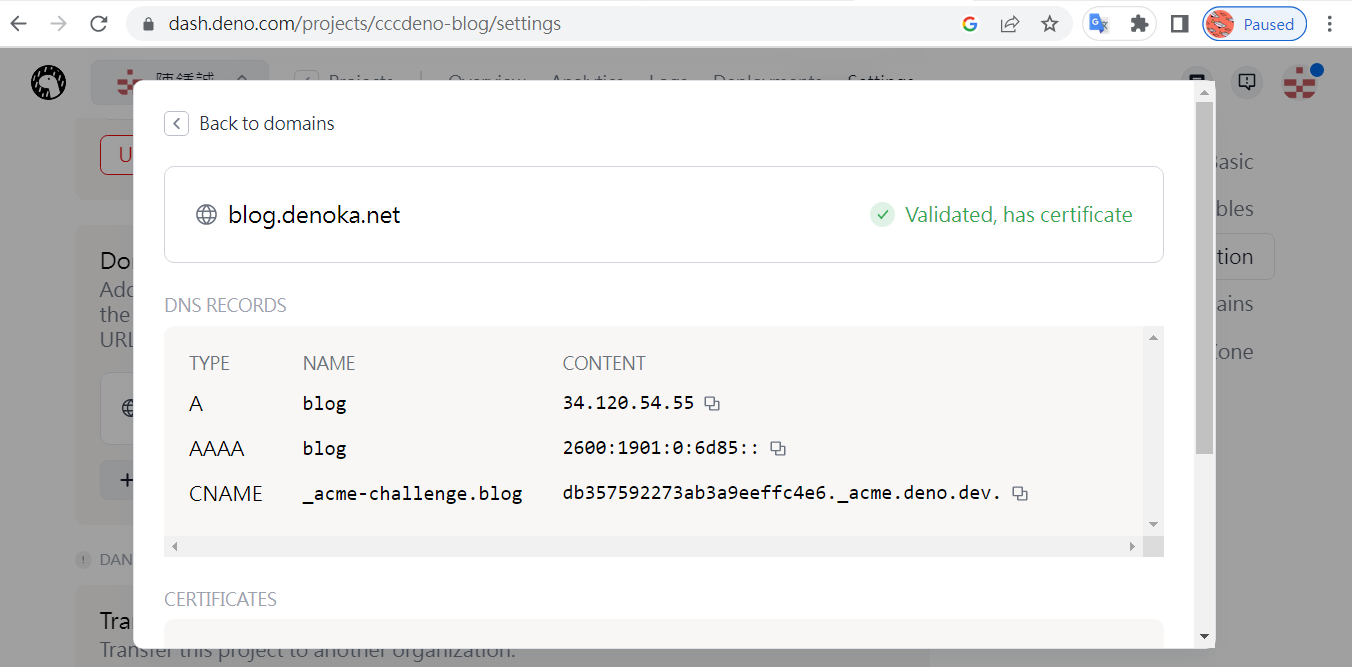 dash.deno.com/projects/cccdeno-blog/settings
Paused
陳鍾誠
Projects
Overview Analytics Logs Deployments Settings
Back to domains
blog.denoka.net
Validated, has certificate
DNS RECORDS
TYPE NAME CONTENT
A blog 34.120.54.55
AAAA blog 2600:1901:0:6d85::
CNAME _acme-challenge.blog db357592273ab3a9eeffc4e6._acme.deno.dev.
CERTIFICATES
U
Do
Add
the
URL
+
DAN
Tra
Transfer this project to another organization.
Basic
bles
tion
ains
Zone